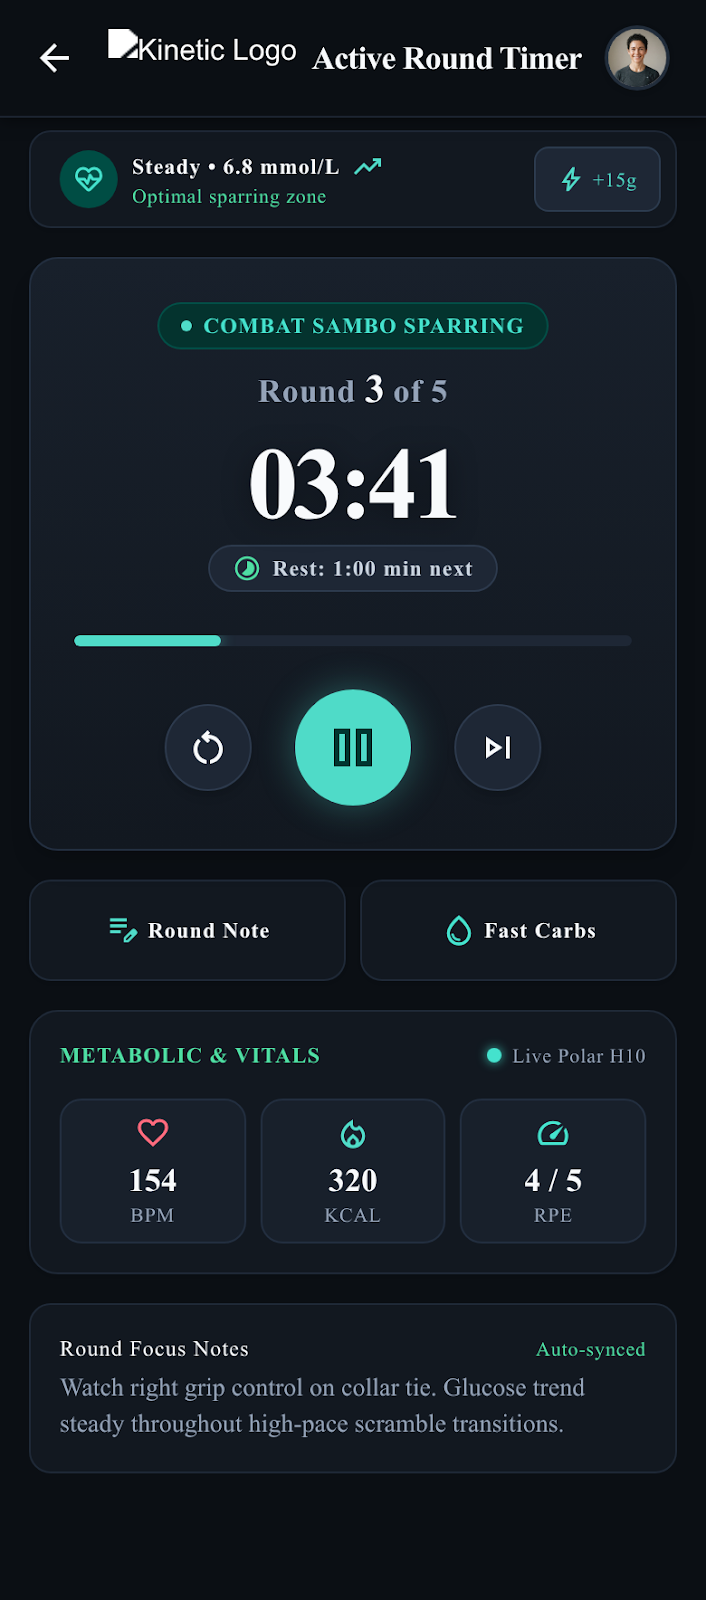 Kinetic Logo
Active Round Timer
Steady • 6.8 mmol/L
Optimal sparring zone
+15g
COMBAT SAMBO SPARRING
Round 3 of 5
03:41
Rest: 1:00 min next
Round Note
Fast Carbs
METABOLIC & VITALS
Live Polar H10
154
BPM
320
KCAL
4 / 5
RPE
Round Focus Notes
Auto-synced
Watch right grip control on collar tie. Glucose trend
steady throughout high-pace scramble transitions.